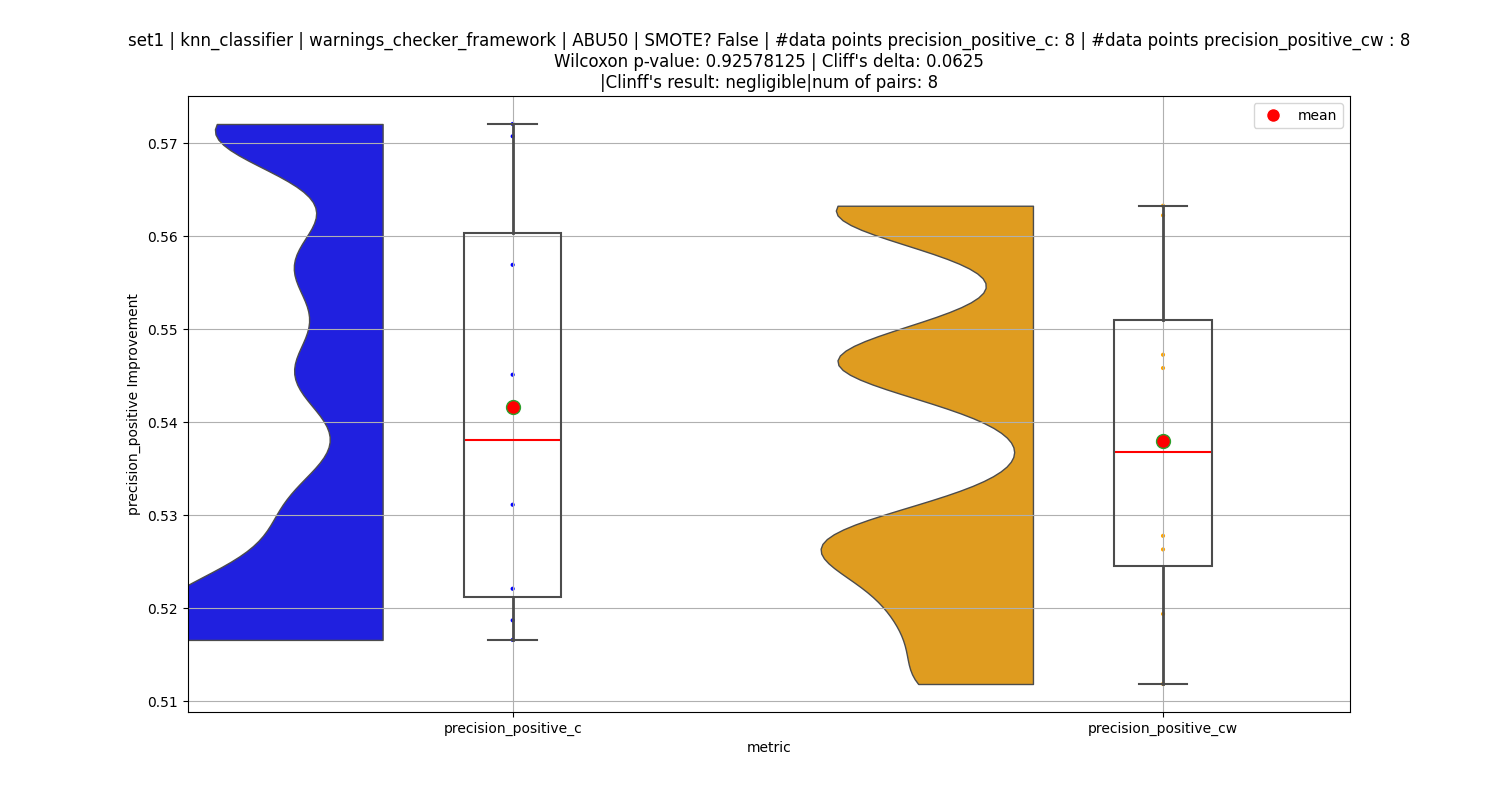 set1 | knn_classifier | warnings_checker_framework | ABU50 | SMOTE? False | #data points precision_positive_c: 8 | #data points precision_positive_cw : 8
Wilcoxon p-value: 0.92578125 | Cliff's delta: 0.0625
|Clinff's result: negligible|num of pairs: 8
mean
0.57
0.56
0.55
0.54
0.53
0.52
0.51
precision_positive Improvement
precision_positive_c
precision_positive_cw
metric